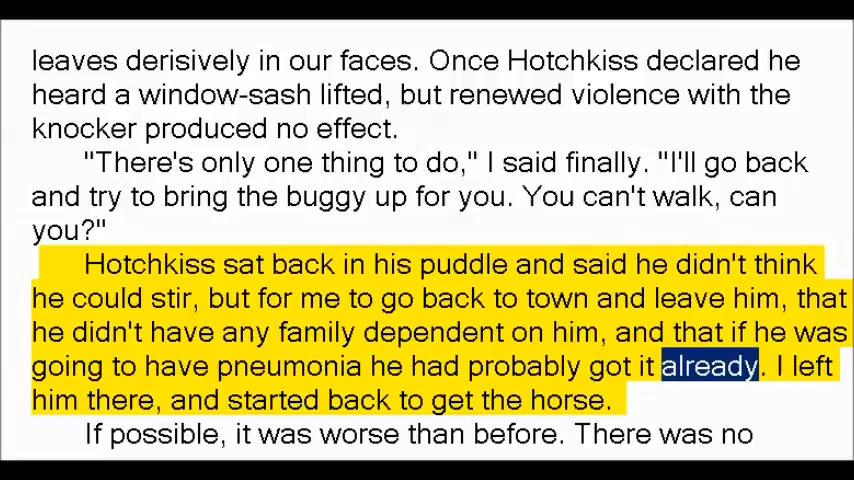 leaves derisively in our faces. Once Hotchkiss declared he
heard a window-sash lifted, but renewed violence with the
knocker produced no effect.
"There's only one thing to do," I said finally. "I'll go back
and try to bring the buggy up for you. You can't walk, can
you?"
Hotchkiss sat back in his puddle and said he didn't think
he could stir, but for me to go back to town and leave him, that
he didn't have any family dependent on him, and that if he was
going to have pneumonia he had probably got it already. I left
him there, and started back to get the horse.
If possible, it was worse than before. There was no